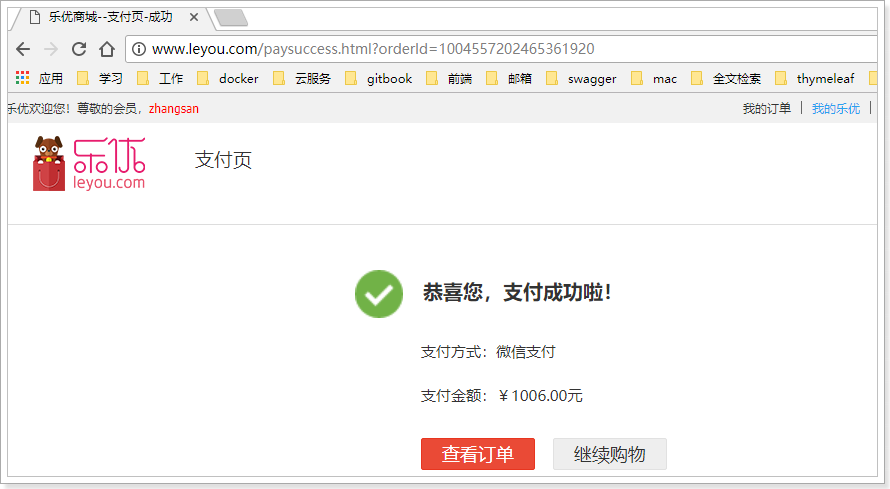 乐优商城--支付页-成功
www.leyou.com/paysuccess.html?orderId=1004557202465361920
应用 学习 工作 docker 云服务 gitbook 前端 邮箱 swagger mac 全文检索 thymeleaf
乐优欢迎您！尊敬的会员，zhangsan 我的订单 | 我的乐优 |
乐优
leyou.com
支付页
恭喜您，支付成功啦！
支付方式：微信支付
支付金额：￥1006.00元
查看订单 继续购物